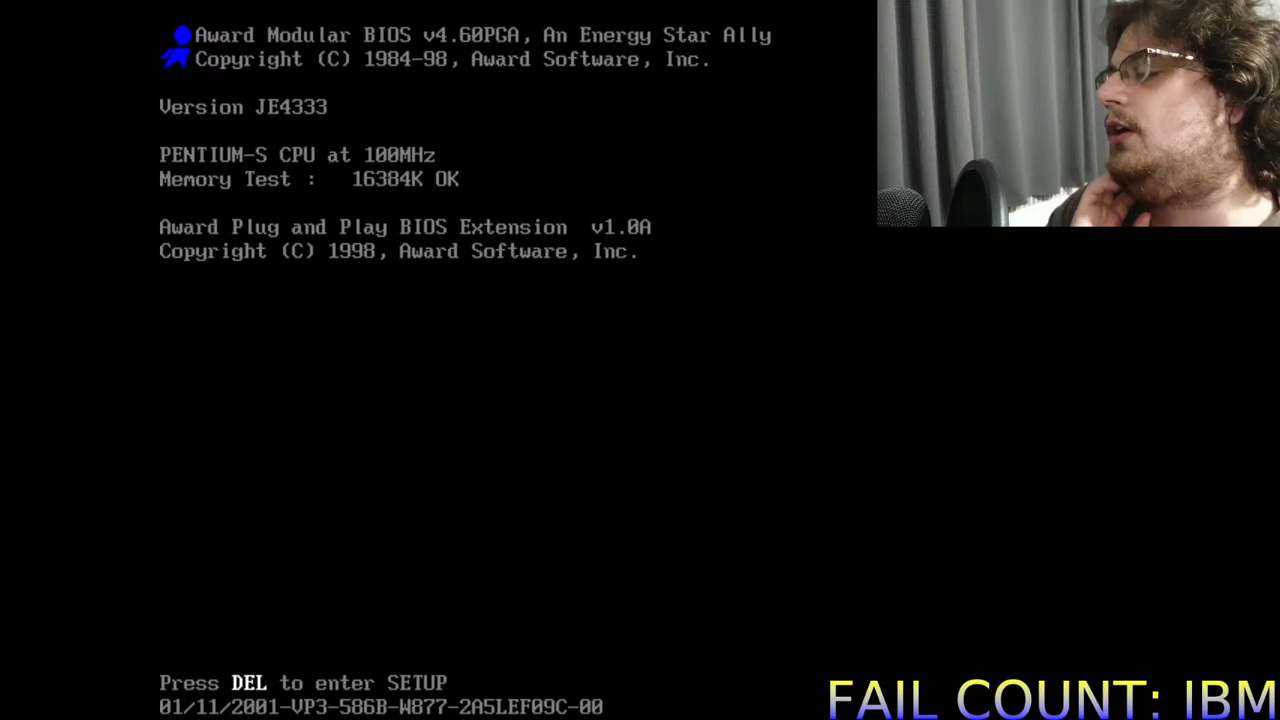 Award Modular BIOS v4.60PGA, An Energy Star Ally
Copyright (C) 1984-98, Award Software, Inc.
Version JE4333
PENTIUM-S CPU at 100MHz
Memory Test :   16384K OK
Award Plug and Play BIOS Extension  v1.0A
Copyright (C) 1998, Award Software, Inc.
Press DEL to enter SETUP
01/11/2001-VP3-586B-W877-2A5LEF09C-00
FAIL COUNT: IBM